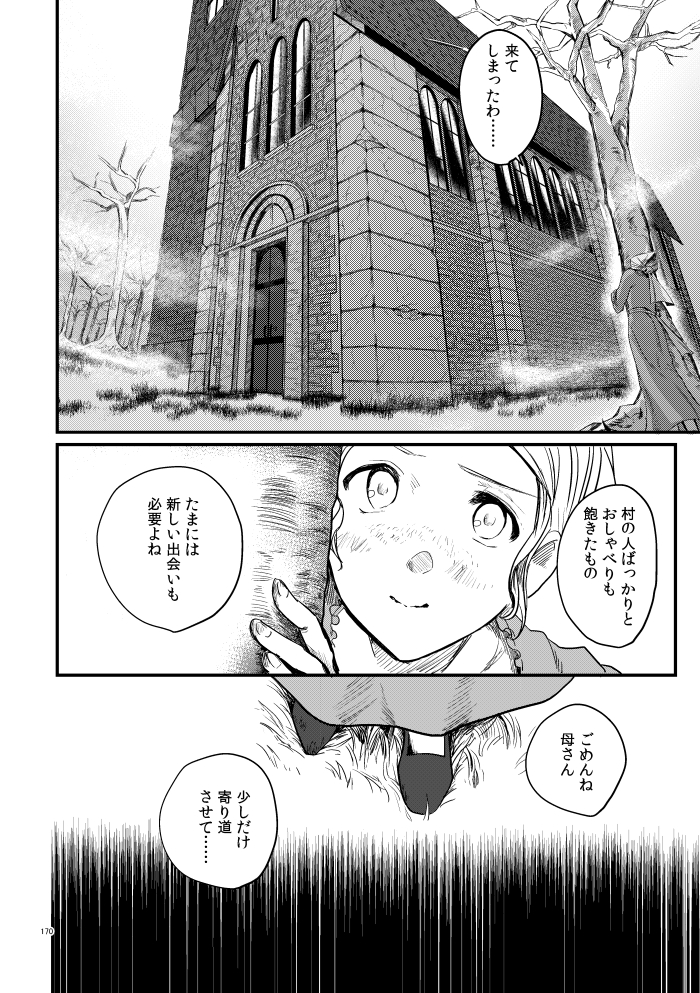 来て
しまったわ……
村の人ばっかりと
おしゃべりも
飽きたもの
たまには
新しい出会いも
必要よね
ごめんね
母さん
少しだけ
寄り道
させて……
170